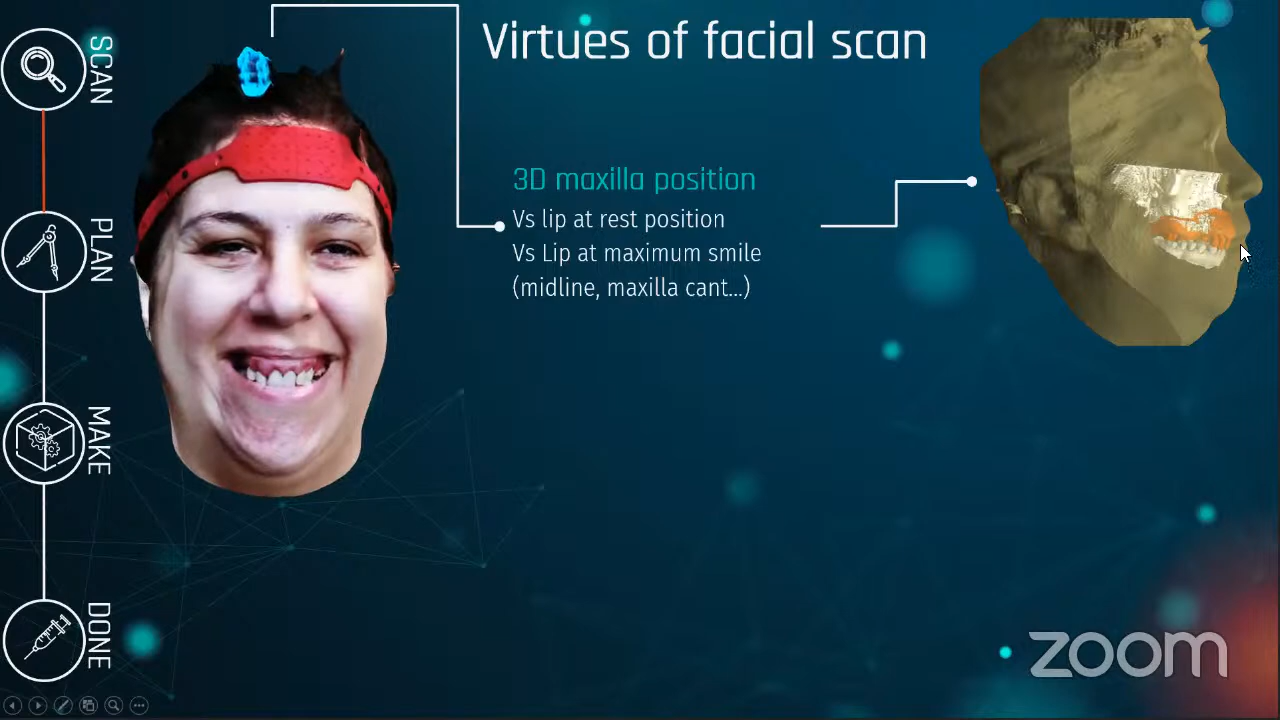 Virtues of facial scan
SCAN
PLAN
MAKE
DONE
3D maxilla position
Vs lip at rest position
Vs Lip at maximum smile
(midline, maxilla cant...)
zoom